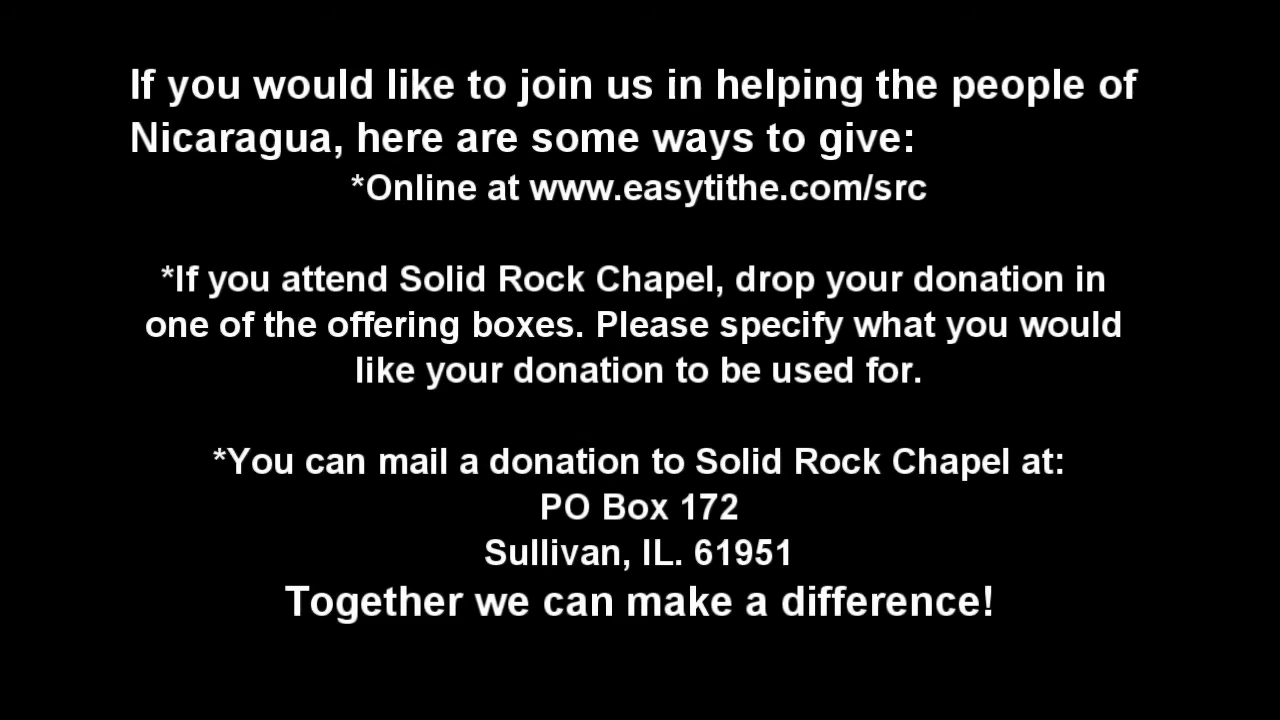 If you would like to join us in helping the people of
Nicaragua, here are some ways to give:
*Online at www.easytithe.com/src
*If you attend Solid Rock Chapel, drop your donation in
one of the offering boxes. Please specify what you would
like your donation to be used for.
*You can mail a donation to Solid Rock Chapel at:
PO Box 172
Sullivan, IL. 61951
Together we can make a difference!